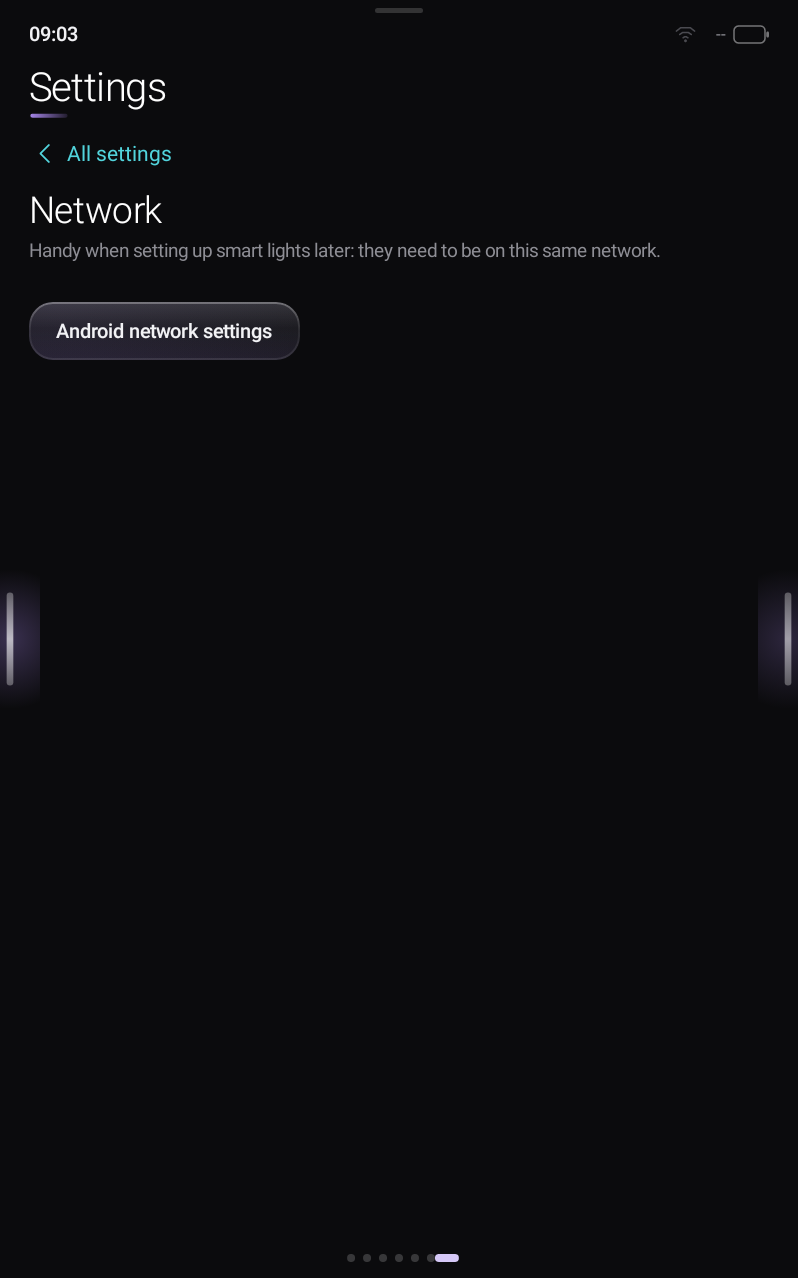 09:03
--
Settings
All settings
Network
Handy when setting up smart lights later: they need to be on this same network.
Android network settings